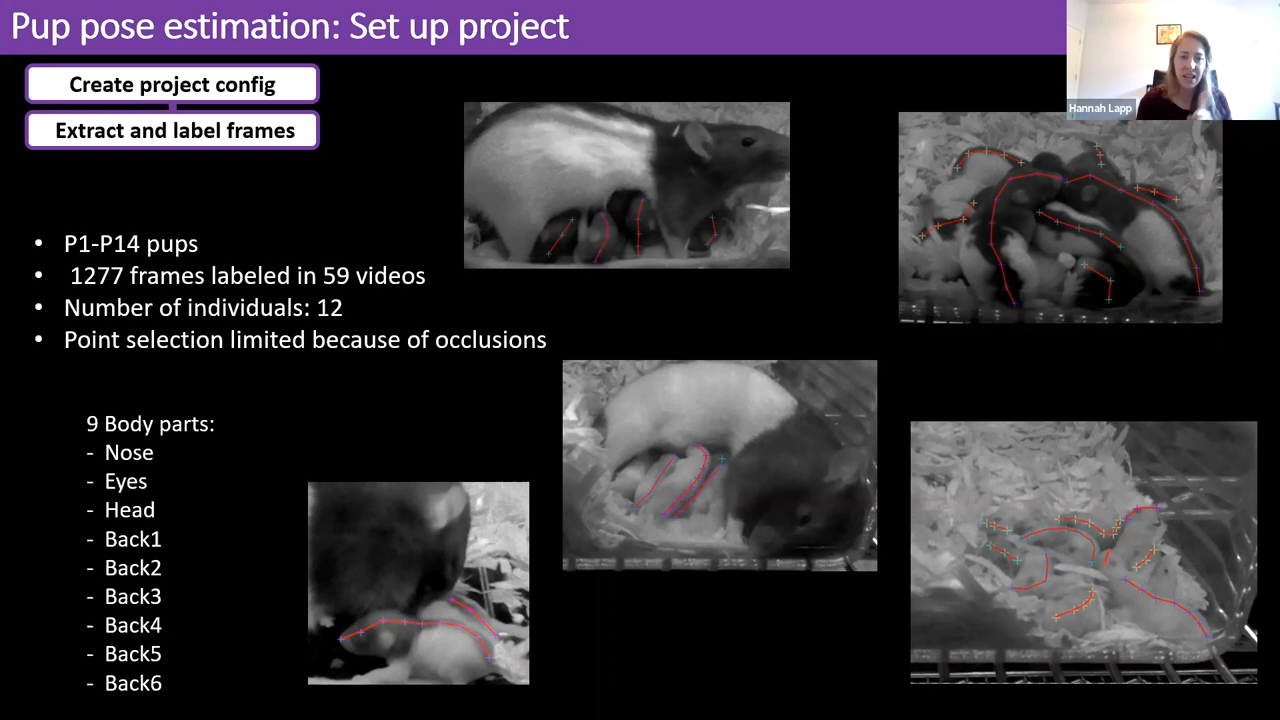 Pup pose estimation: Set up project
Create project config
Extract and label frames
Hannah Lapp
• P1-P14 pups
• 1277 frames labeled in 59 videos
• Number of individuals: 12
• Point selection limited because of occlusions
9 Body parts:
- Nose
- Eyes
- Head
- Back1
- Back2
- Back3
- Back4
- Back5
- Back6